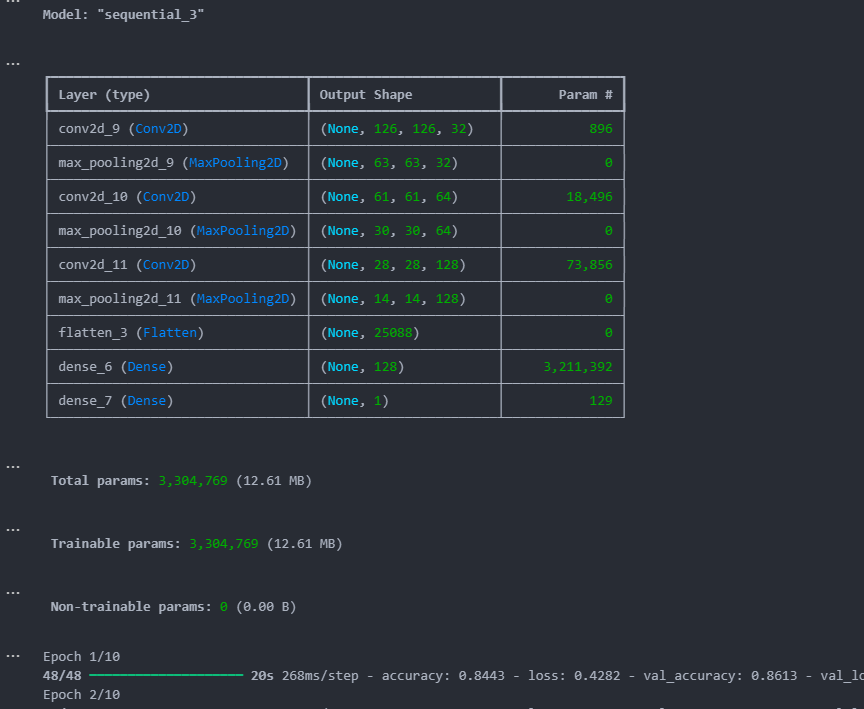 ...
Model: "sequential_3"
...
Layer (type) Output Shape Param #
conv2d_9 (Conv2D) (None, 126, 126, 32) 896
max_pooling2d_9 (MaxPooling2D) (None, 63, 63, 32) 0
conv2d_10 (Conv2D) (None, 61, 61, 64) 18,496
max_pooling2d_10 (MaxPooling2D) (None, 30, 30, 64) 0
conv2d_11 (Conv2D) (None, 28, 28, 128) 73,856
max_pooling2d_11 (MaxPooling2D) (None, 14, 14, 128) 0
flatten_3 (Flatten) (None, 25088) 0
dense_6 (Dense) (None, 128) 3,211,392
dense_7 (Dense) (None, 1) 129
...
Total params: 3,304,769 (12.61 MB)
...
Trainable params: 3,304,769 (12.61 MB)
...
Non-trainable params: 0 (0.00 B)
... Epoch 1/10
48/48 20s 268ms/step - accuracy: 0.8443 - loss: 0.4282 - val_accuracy: 0.8613 -
Epoch 2/10